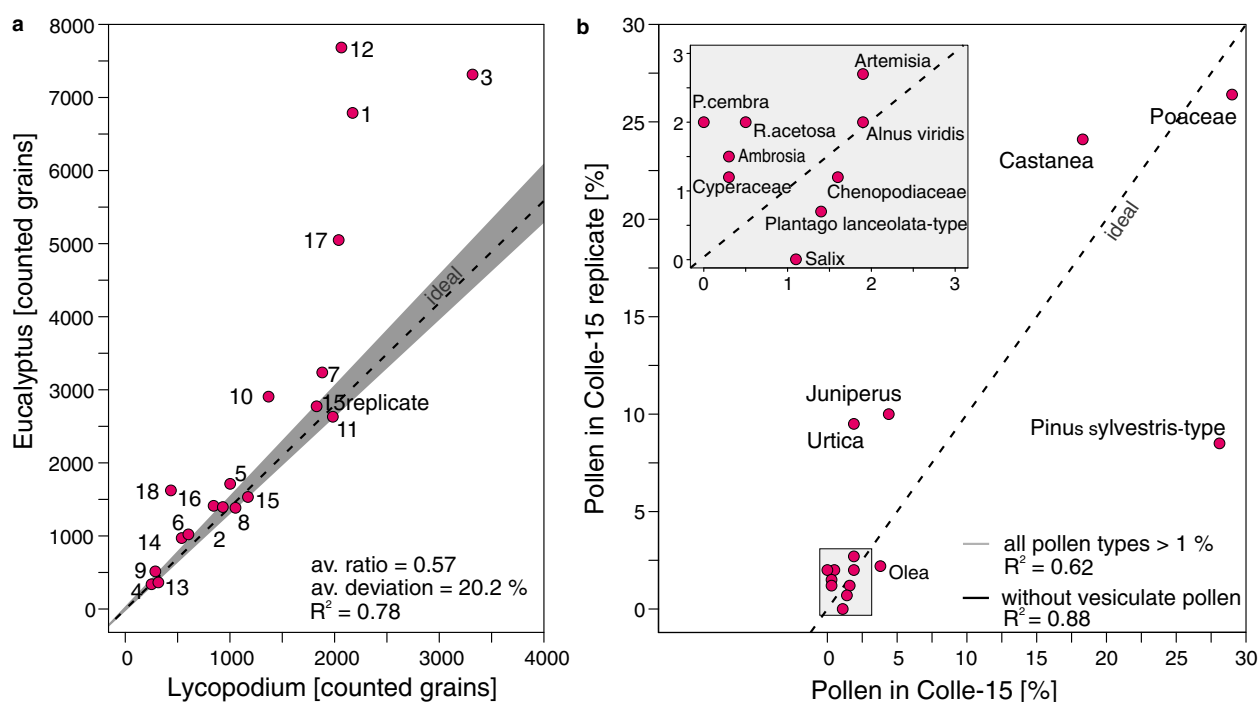 a
8000
7000
6000
5000
4000
3000
2000
1000
0
Eucalyptus [counted grains]
12
3
1
17
ideal
10
7
15replicate
11
5
18
16
15
6
2
8
14
9
4
13
av. ratio = 0.57
av. deviation = 20.2 %
R² = 0.78
0
1000
2000
3000
4000
Lycopodium [counted grains]
b
30
25
20
15
10
5
0
Pollen in Colle-15 replicate [%]
3
2
1
0
Artemisia
P.cembra
R.acetosa
Alnus viridis
Ambrosia
Cyperaceae
Chenopodiaceae
Plantago lanceolata-type
Salix
0
1
2
3
Poaceae
Castanea
ideal
Juniperus
Urtica
Pinus sylvestris-type
Olea
all pollen types > 1 %
R² = 0.62
without vesiculate pollen
R² = 0.88
0
5
10
15
20
25
30
Pollen in Colle-15 [%]